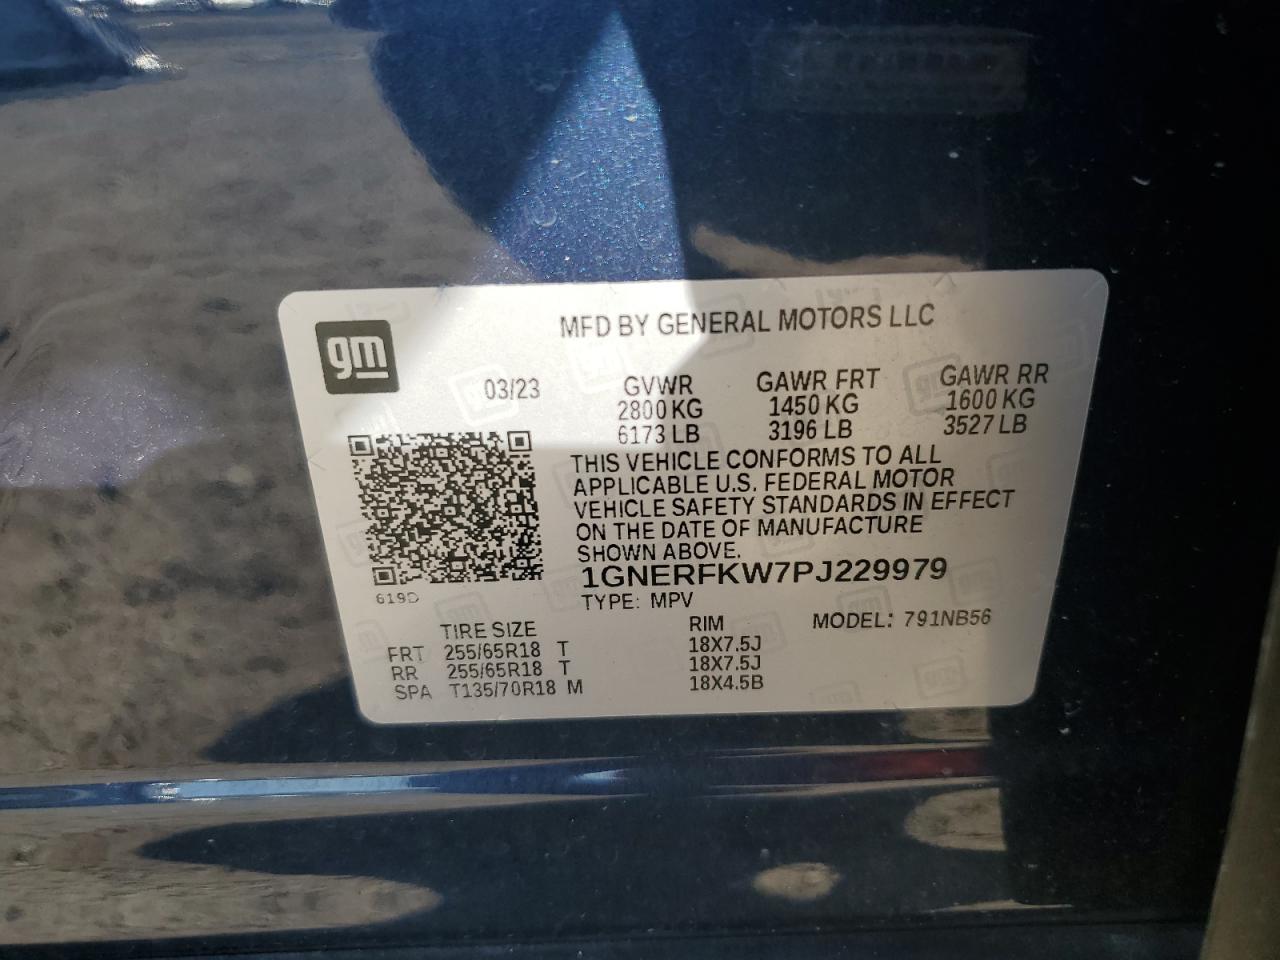 gm
MFD BY GENERAL MOTORS LLC
03/23 GVWR GAWR FRT GAWR RR
2800 KG 1450 KG 1600 KG
6173 LB 3196 LB 3527 LB
THIS VEHICLE CONFORMS TO ALL
APPLICABLE U.S. FEDERAL MOTOR
VEHICLE SAFETY STANDARDS IN EFFECT
ON THE DATE OF MANUFACTURE
SHOWN ABOVE.
1GNERFKW7PJ229979
619D
TYPE: MPV
TIRE SIZE RIM MODEL: 791NB56
FRT 255/65R18 T 18X7.5J
RR 255/65R18 T 18X7.5J
SPA T135/70R18 M 18X4.5B